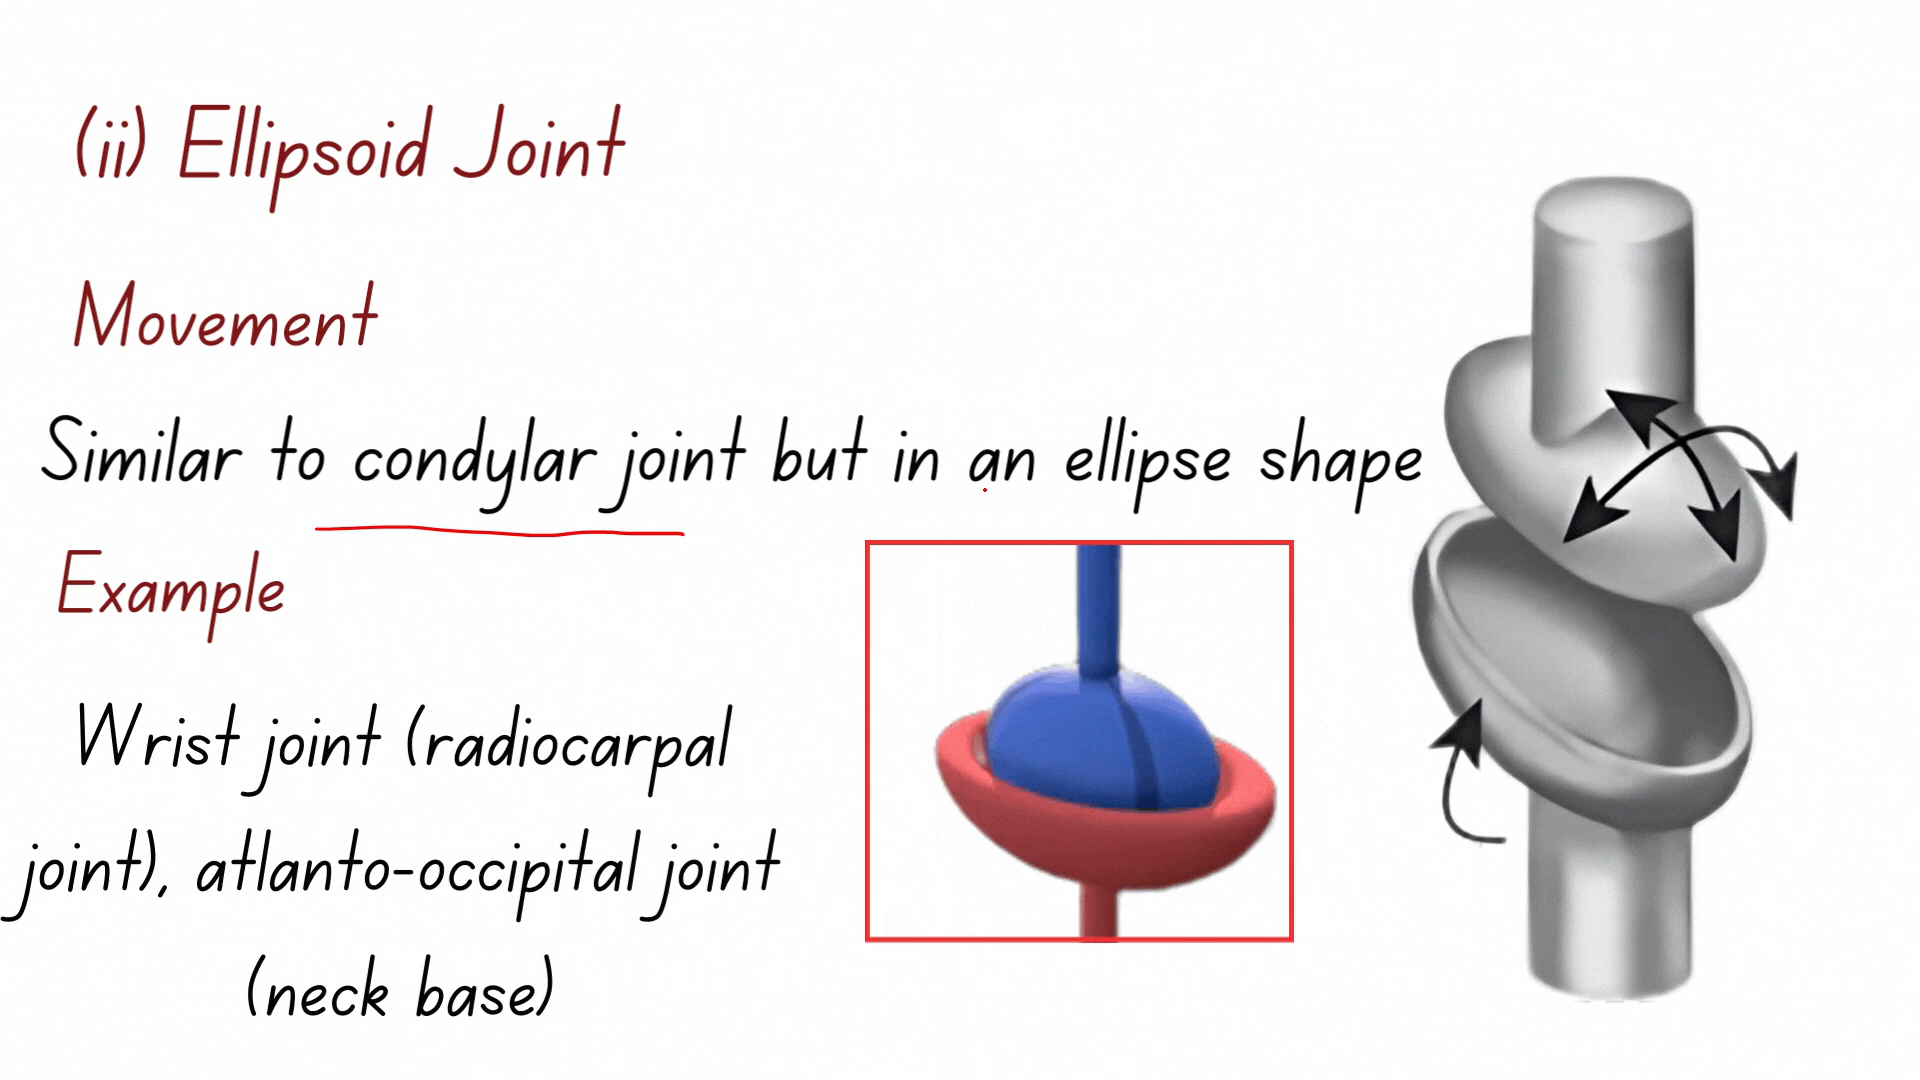 (ii) Ellipsoid Joint
Movement
Similar to condylar joint but in an ellipse shape
Example
Wrist joint (radiocarpal
joint), atlanto-occipital joint
(neck base)